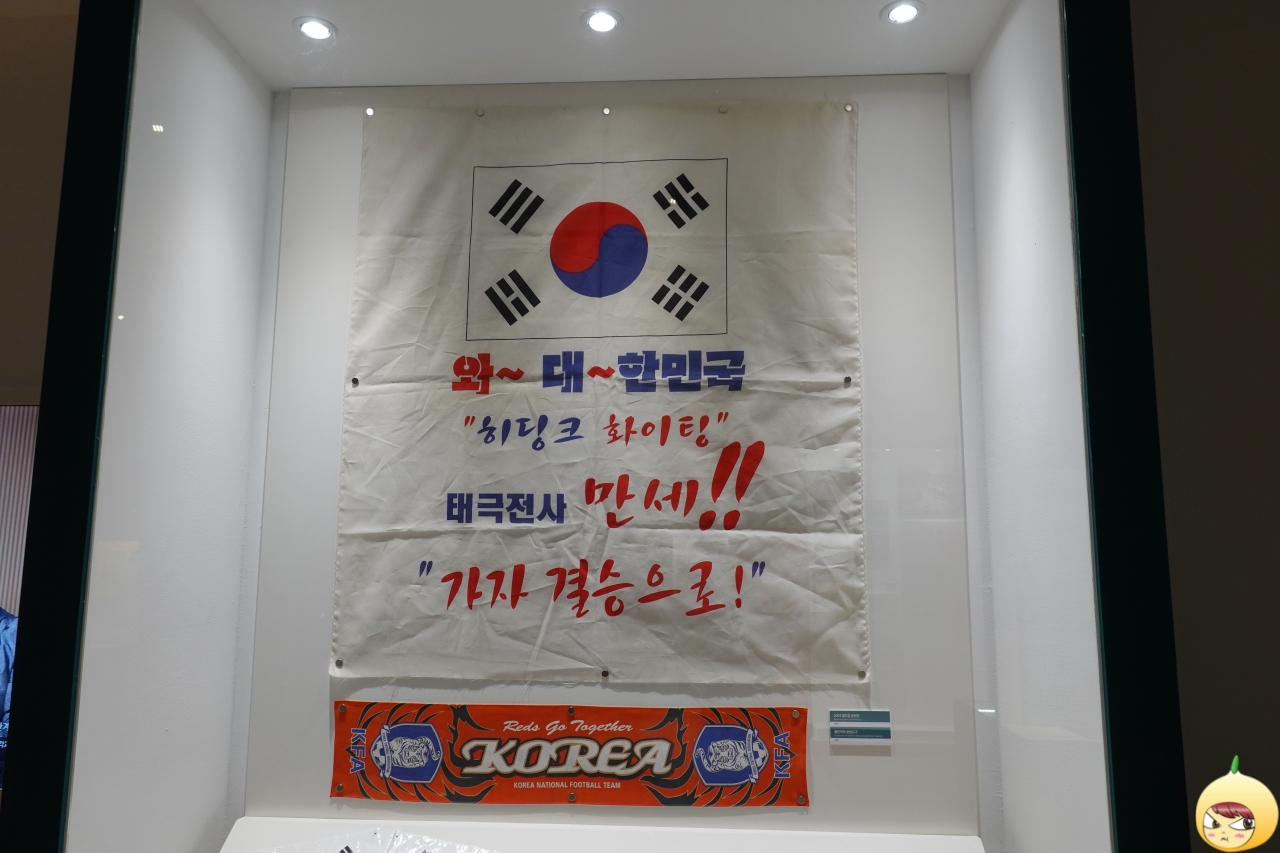 와~ 대~한민국
"히딩크 화이팅"
태극전사 만세!!
"가자 결승으로!"
Reds Go Together
KFA KOREA KFA
KOREA NATIONAL FOOTBALL TEAM